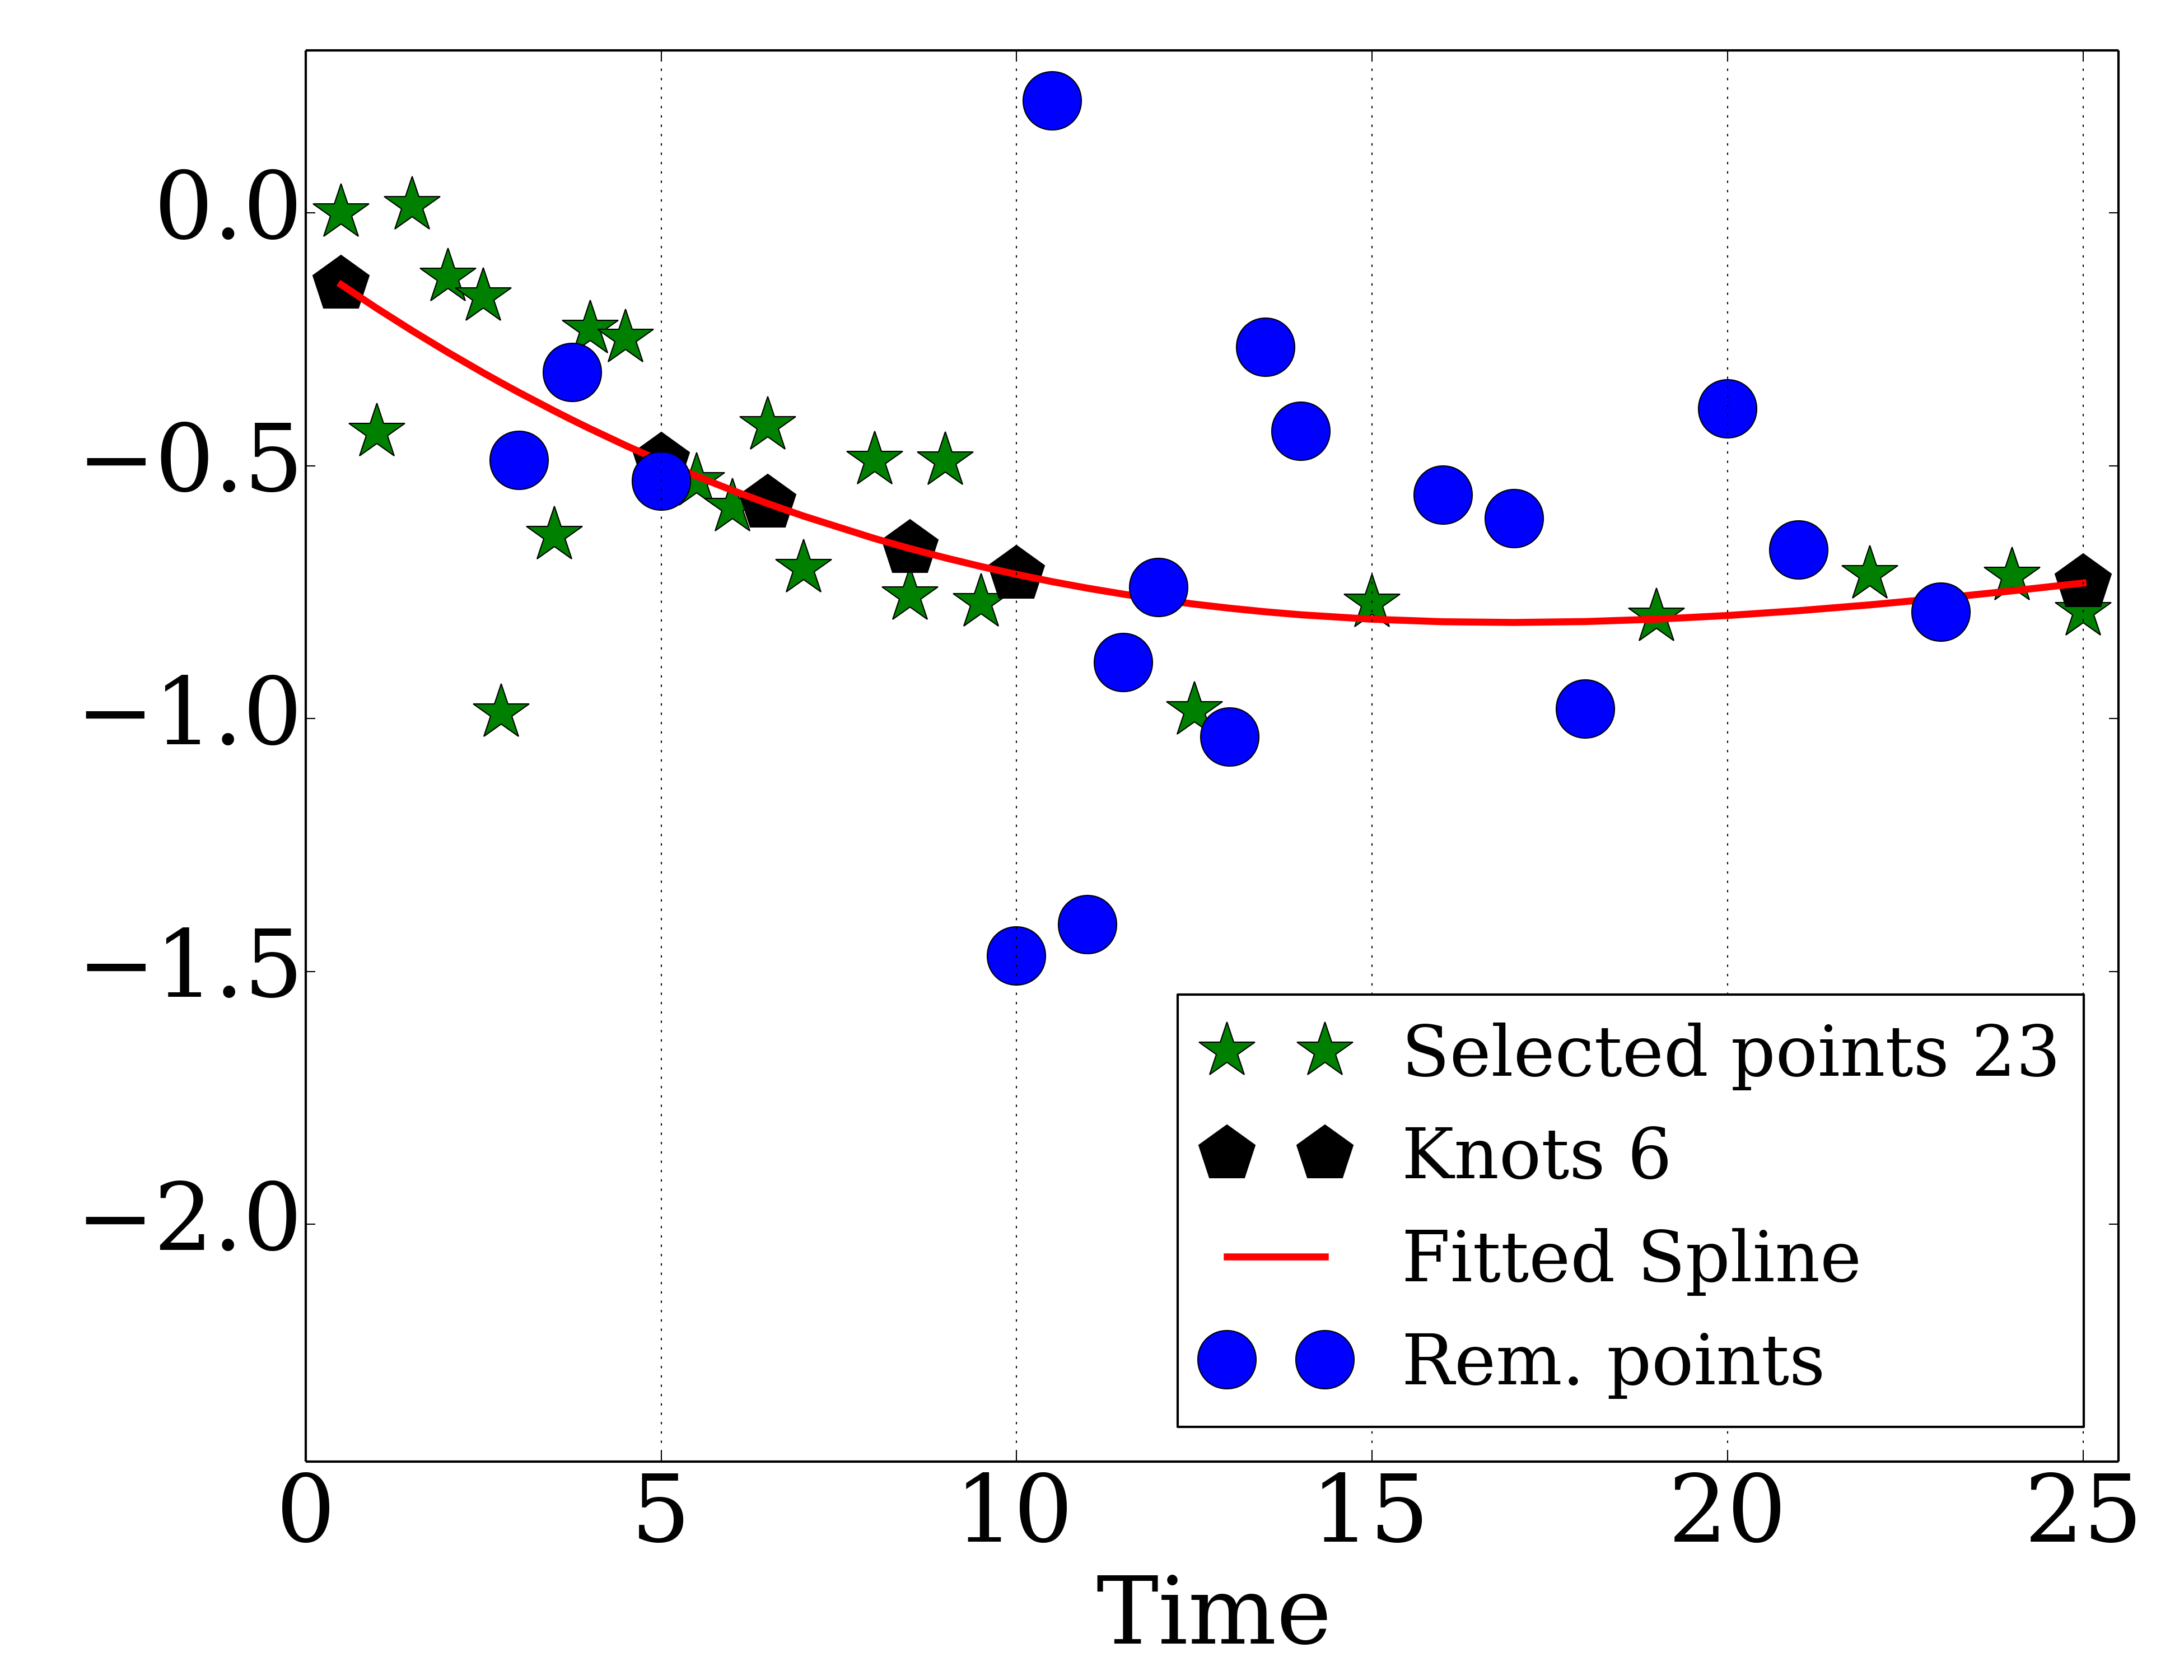 0.0
−0.5
−1.0
−1.5
−2.0
Selected points 23
Knots 6
Fitted Spline
Rem. points
0 5 10 15 20 25
Time